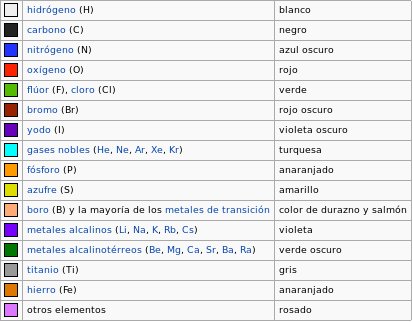 hidrógeno (H) blanco
carbono (C) negro
nitrógeno (N) azul oscuro
oxígeno (O) rojo
flúor (F), cloro (Cl) verde
bromo (Br) rojo oscuro
yodo (I) violeta oscuro
gases nobles (He, Ne, Ar, Xe, Kr) turquesa
fósforo (P) anaranjado
azufre (S) amarillo
boro (B) y la mayoría de los metales de transición color de durazno y salmón
metales alcalinos (Li, Na, K, Rb, Cs) violeta
metales alcalinotérreos (Be, Mg, Ca, Sr, Ba, Ra) verde oscuro
titanio (Ti) gris
hierro (Fe) anaranjado
otros elementos rosado